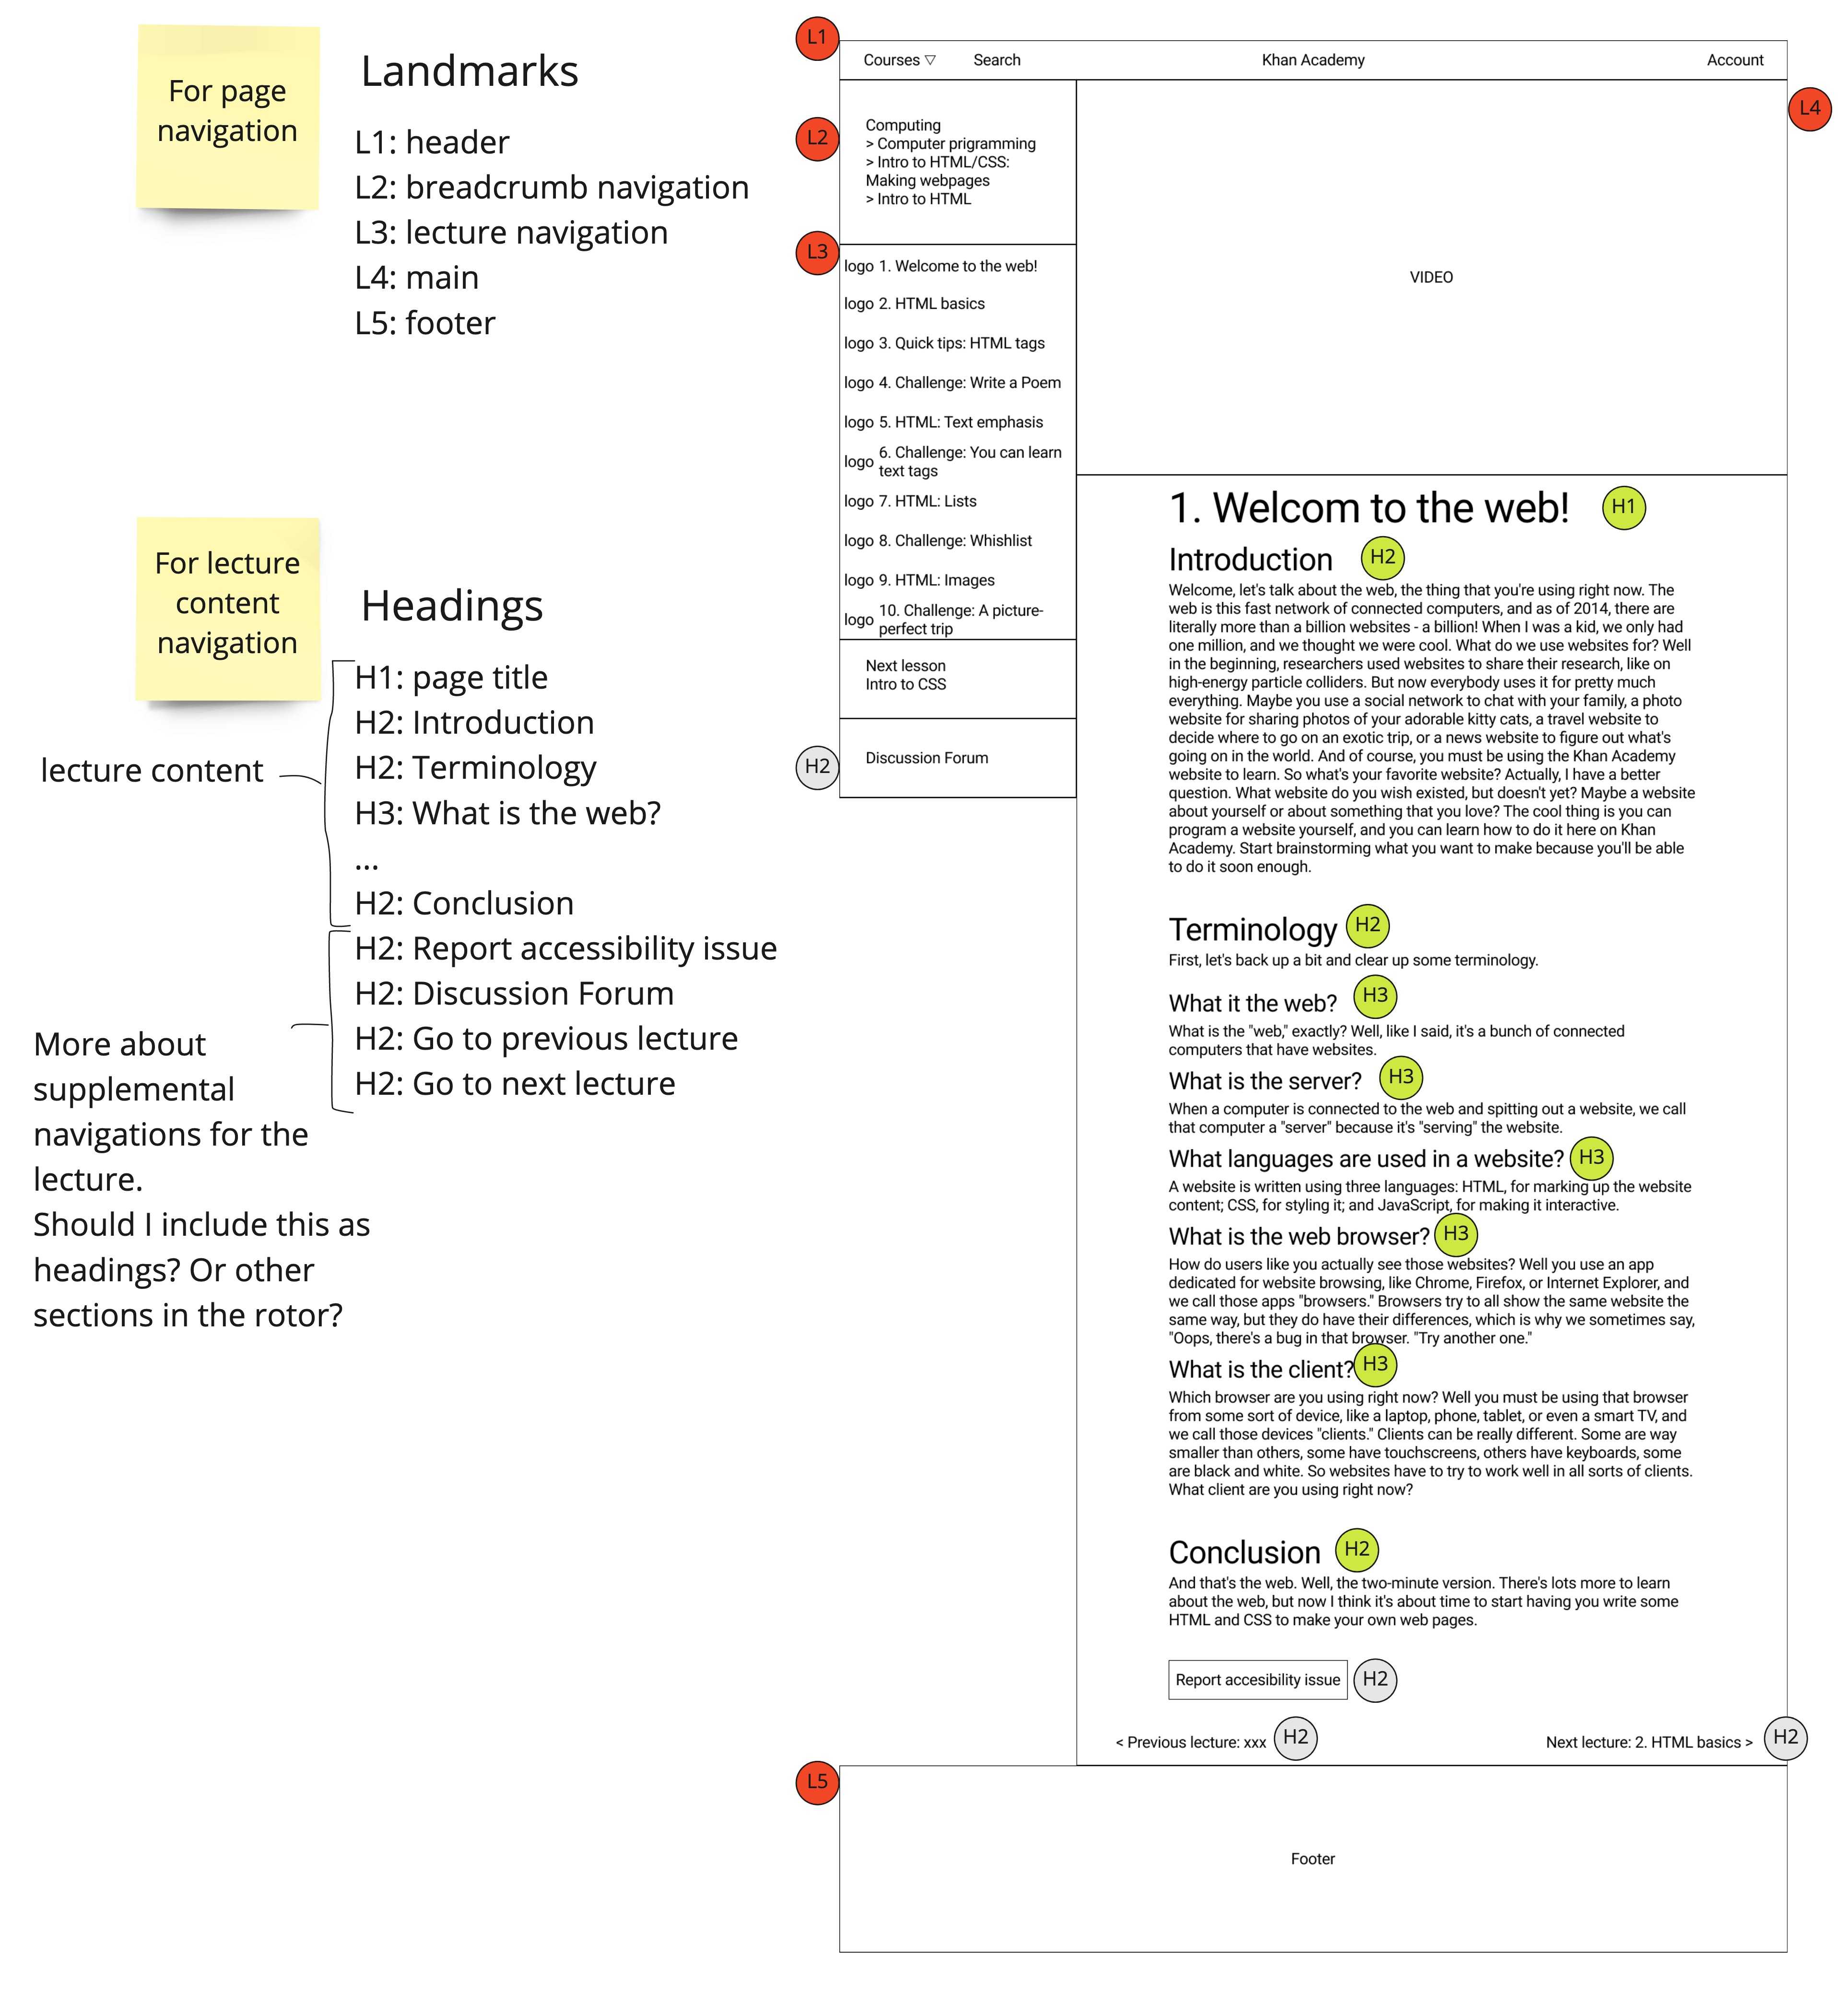 For page
navigation
Landmarks
L1: header
L2: breadcrumb navigation
L3: lecture navigation
L4: main
L5: footer
For lecture
content
navigation
Headings
H1: page title
H2: Introduction
H2: Terminology
H3: What is the web?
...
H2: Conclusion
H2: Report accessibility issue
H2: Discussion Forum
H2: Go to previous lecture
H2: Go to next lecture
lecture content
More about
supplemental
navigations for the
lecture.
Should I include this as
headings? Or other
sections in the rotor?
L1
Courses ▽ Search Khan Academy Account
L2
Computing
> Computer prigramming
> Intro to HTML/CSS:
Making webpages
> Intro to HTML
L3
logo 1. Welcome to the web!
logo 2. HTML basics
logo 3. Quick tips: HTML tags
logo 4. Challenge: Write a Poem
logo 5. HTML: Text emphasis
logo 6. Challenge: You can learn
text tags
logo 7. HTML: Lists
logo 8. Challenge: Whishlist
logo 9. HTML: Images
logo 10. Challenge: A picture-
perfect trip
Next lesson
Intro to CSS
H2
Discussion Forum
L4
VIDEO
1. Welcom to the web! H1
Introduction H2
Welcome, let's talk about the web, the thing that you're using right now. The
web is this fast network of connected computers, and as of 2014, there are
literally more than a billion websites - a billion! When I was a kid, we only had
one million, and we thought we were cool. What do we use websites for? Well
in the beginning, researchers used websites to share their research, like on
high-energy particle colliders. But now everybody uses it for pretty much
everything. Maybe you use a social network to chat with your family, a photo
website for sharing photos of your adorable kitty cats, a travel website to
decide where to go on an exotic trip, or a news website to figure out what's
going on in the world. And of course, you must be using the Khan Academy
website to learn. So what's your favorite website? Actually, I have a better
question. What website do you wish existed, but doesn't yet? Maybe a website
about yourself or about something that you love? The cool thing is you can
program a website yourself, and you can learn how to do it here on Khan
Academy. Start brainstorming what you want to make because you'll be able
to do it soon enough.
Terminology H2
First, let's back up a bit and clear up some terminology.
What it the web? H3
What is the "web," exactly? Well, like I said, it's a bunch of connected
computers that have websites.
What is the server? H3
When a computer is connected to the web and spitting out a website, we call
that computer a "server" because it's "serving" the website.
What languages are used in a website? H3
A website is written using three languages: HTML, for marking up the website
content; CSS, for styling it; and JavaScript, for making it interactive.
What is the web browser? H3
How do users like you actually see those websites? Well you use an app
dedicated for website browsing, like Chrome, Firefox, or Internet Explorer, and
we call those apps "browsers." Browsers try to all show the same website the
same way, but they do have their differences, which is why we sometimes say,
"Oops, there's a bug in that browser. "Try another one."
What is the client? H3
Which browser are you using right now? Well you must be using that browser
from some sort of device, like a laptop, phone, tablet, or even a smart TV, and
we call those devices "clients." Clients can be really different. Some are way
smaller than others, some have touchscreens, others have keyboards, some
are black and white. So websites have to try to work well in all sorts of clients.
What client are you using right now?
Conclusion H2
And that's the web. Well, the two-minute version. There's lots more to learn
about the web, but now I think it's about time to start having you write some
HTML and CSS to make your own web pages.
Report accesibility issue H2
< Previous lecture: xxx H2
Next lecture: 2. HTML basics > H2
L5
Footer